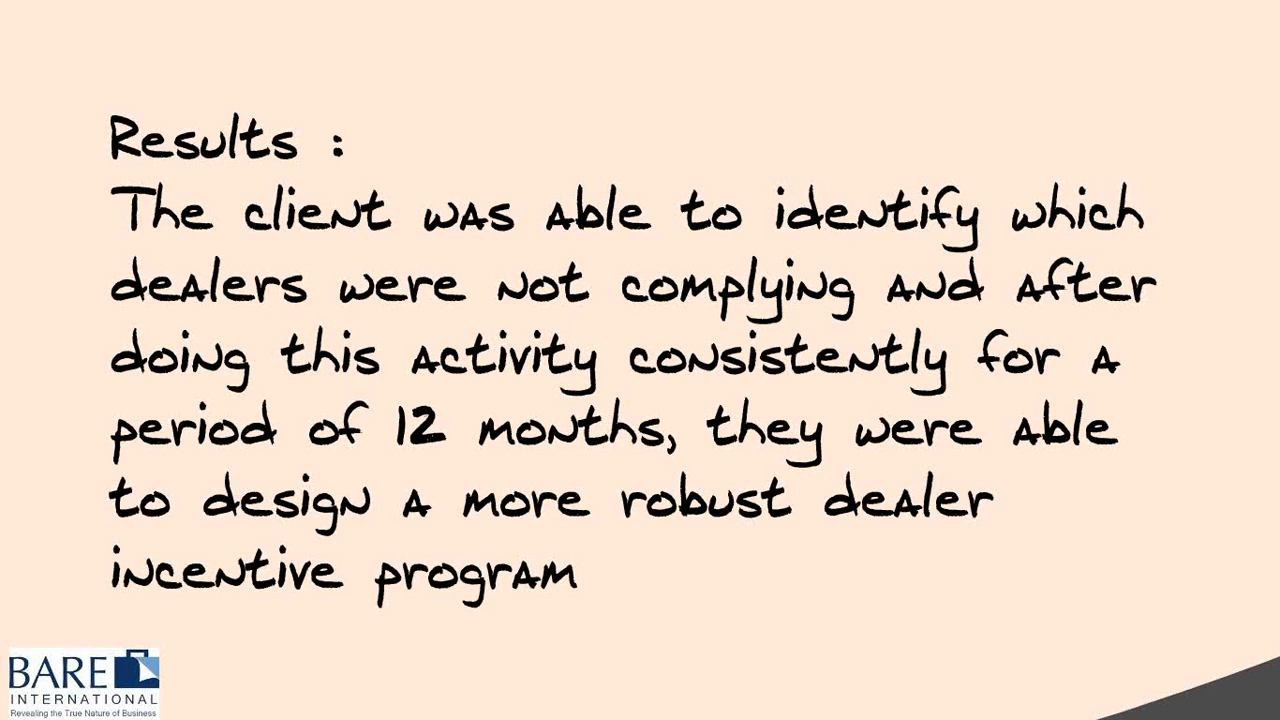 Results :
The client was able to identify which
dealers were not complying and after
doing this activity consistently for a
period of 12 months, they were able
to design a more robust dealer
incentive program
BARE
INTERNATIONAL
Revealing the True Nature of Business